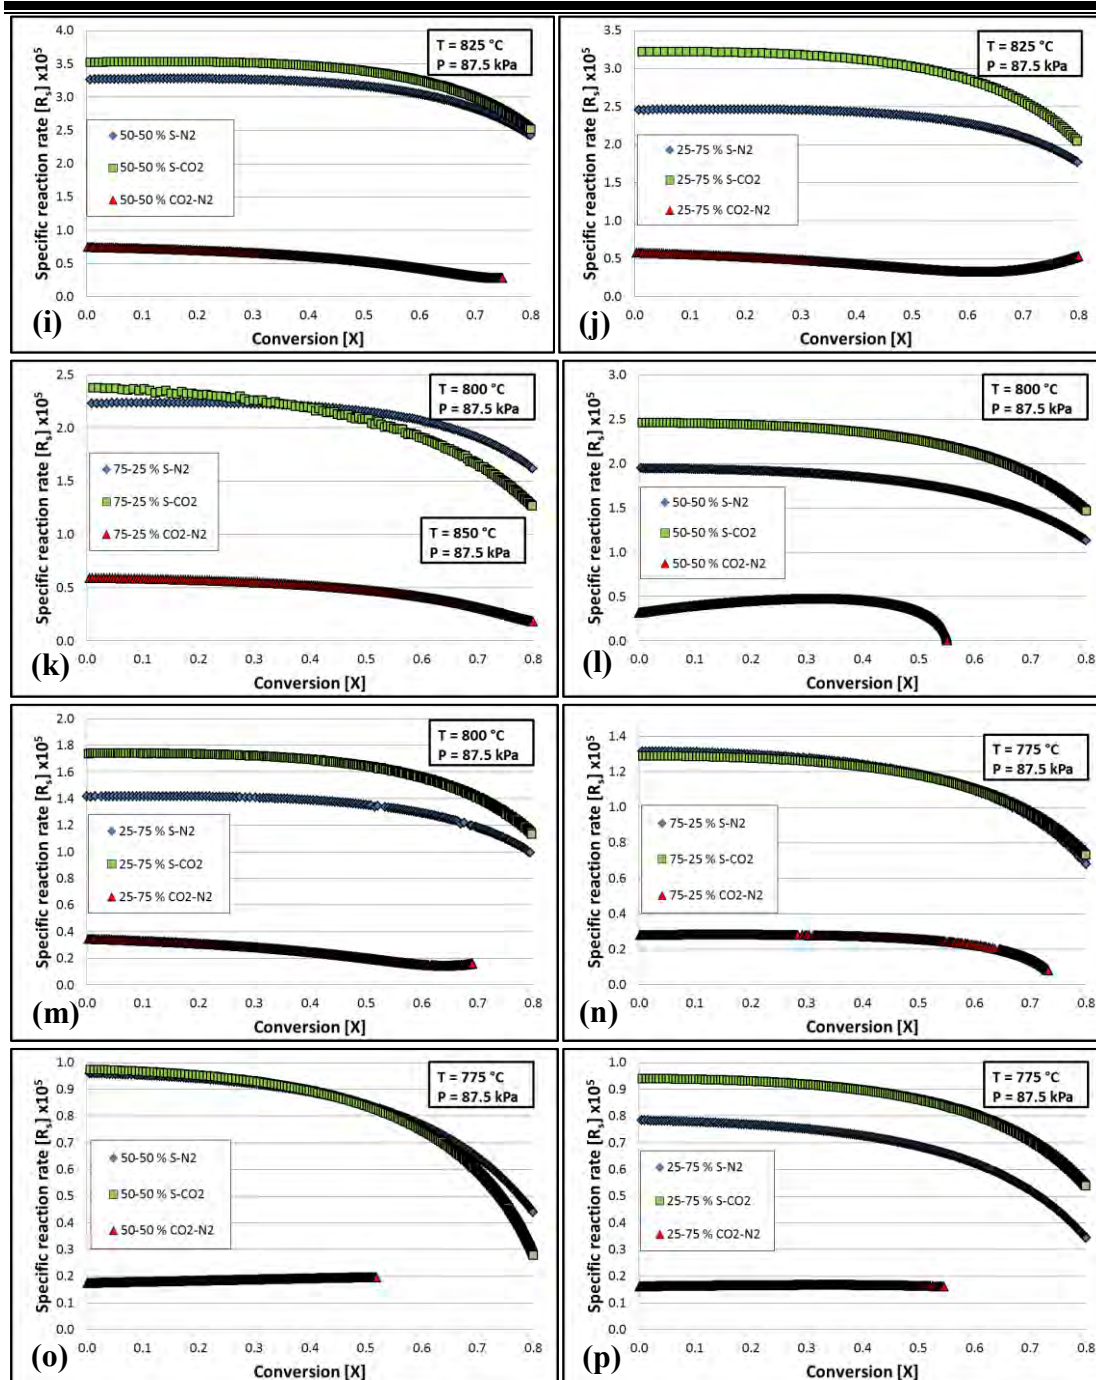 Specific reaction rate [Rs] x10⁵
4.0
3.5
3.0
2.5
2.0
1.5
1.0
0.5
0.0
T = 825 °C
P = 87.5 kPa
50-50 % S-N2
50-50 % S-CO2
50-50 % CO2-N2
0.0 0.1 0.2 0.3 0.4 0.5 0.6 0.7 0.8
Conversion [X]
(i)
Specific reaction rate [Rs] x10⁵
3.5
3.0
2.5
2.0
1.5
1.0
0.5
0.0
T = 825 °C
P = 87.5 kPa
25-75 % S-N2
25-75 % S-CO2
25-75 % CO2-N2
0.0 0.1 0.2 0.3 0.4 0.5 0.6 0.7 0.8
Conversion [X]
(j)
Specific reaction rate [Rs] x10⁵
2.5
2.0
1.5
1.0
0.5
0.0
T = 800 °C
P = 87.5 kPa
75-25 % S-N2
75-25 % S-CO2
75-25 % CO2-N2
T = 850 °C
P = 87.5 kPa
0.0 0.1 0.2 0.3 0.4 0.5 0.6 0.7 0.8
Conversion [X]
(k)
Specific reaction rate [Rs] x10⁵
3.0
2.5
2.0
1.5
1.0
0.5
0.0
T = 800 °C
P = 87.5 kPa
50-50 % S-N2
50-50 % S-CO2
50-50 % CO2-N2
0.0 0.1 0.2 0.3 0.4 0.5 0.6 0.7 0.8
Conversion [X]
(l)
Specific reaction rate [Rs] x10⁵
2.0
1.8
1.6
1.4
1.2
1.0
0.8
0.6
0.4
0.2
0.0
T = 800 °C
P = 87.5 kPa
25-75 % S-N2
25-75 % S-CO2
25-75 % CO2-N2
0.0 0.1 0.2 0.3 0.4 0.5 0.6 0.7 0.8
Conversion [X]
(m)
Specific reaction rate [Rs] x10⁵
1.4
1.2
1.0
0.8
0.6
0.4
0.2
0.0
T = 775 °C
P = 87.5 kPa
75-25 % S-N2
75-25 % S-CO2
75-25 % CO2-N2
0.0 0.1 0.2 0.3 0.4 0.5 0.6 0.7 0.8
Conversion [X]
(n)
Specific reaction rate [Rs] x10⁵
1.0
0.9
0.8
0.7
0.6
0.5
0.4
0.3
0.2
0.1
0.0
T = 775 °C
P = 87.5 kPa
50-50 % S-N2
50-50 % S-CO2
50-50 % CO2-N2
0.0 0.1 0.2 0.3 0.4 0.5 0.6 0.7 0.8
Conversion [X]
(o)
Specific reaction rate [Rs] x10⁵
1.0
0.9
0.8
0.7
0.6
0.5
0.4
0.3
0.2
0.1
0.0
T = 775 °C
P = 87.5 kPa
25-75 % S-N2
25-75 % S-CO2
25-75 % CO2-N2
0.0 0.1 0.2 0.3 0.4 0.5 0.6 0.7 0.8
Conversion [X]
(p)